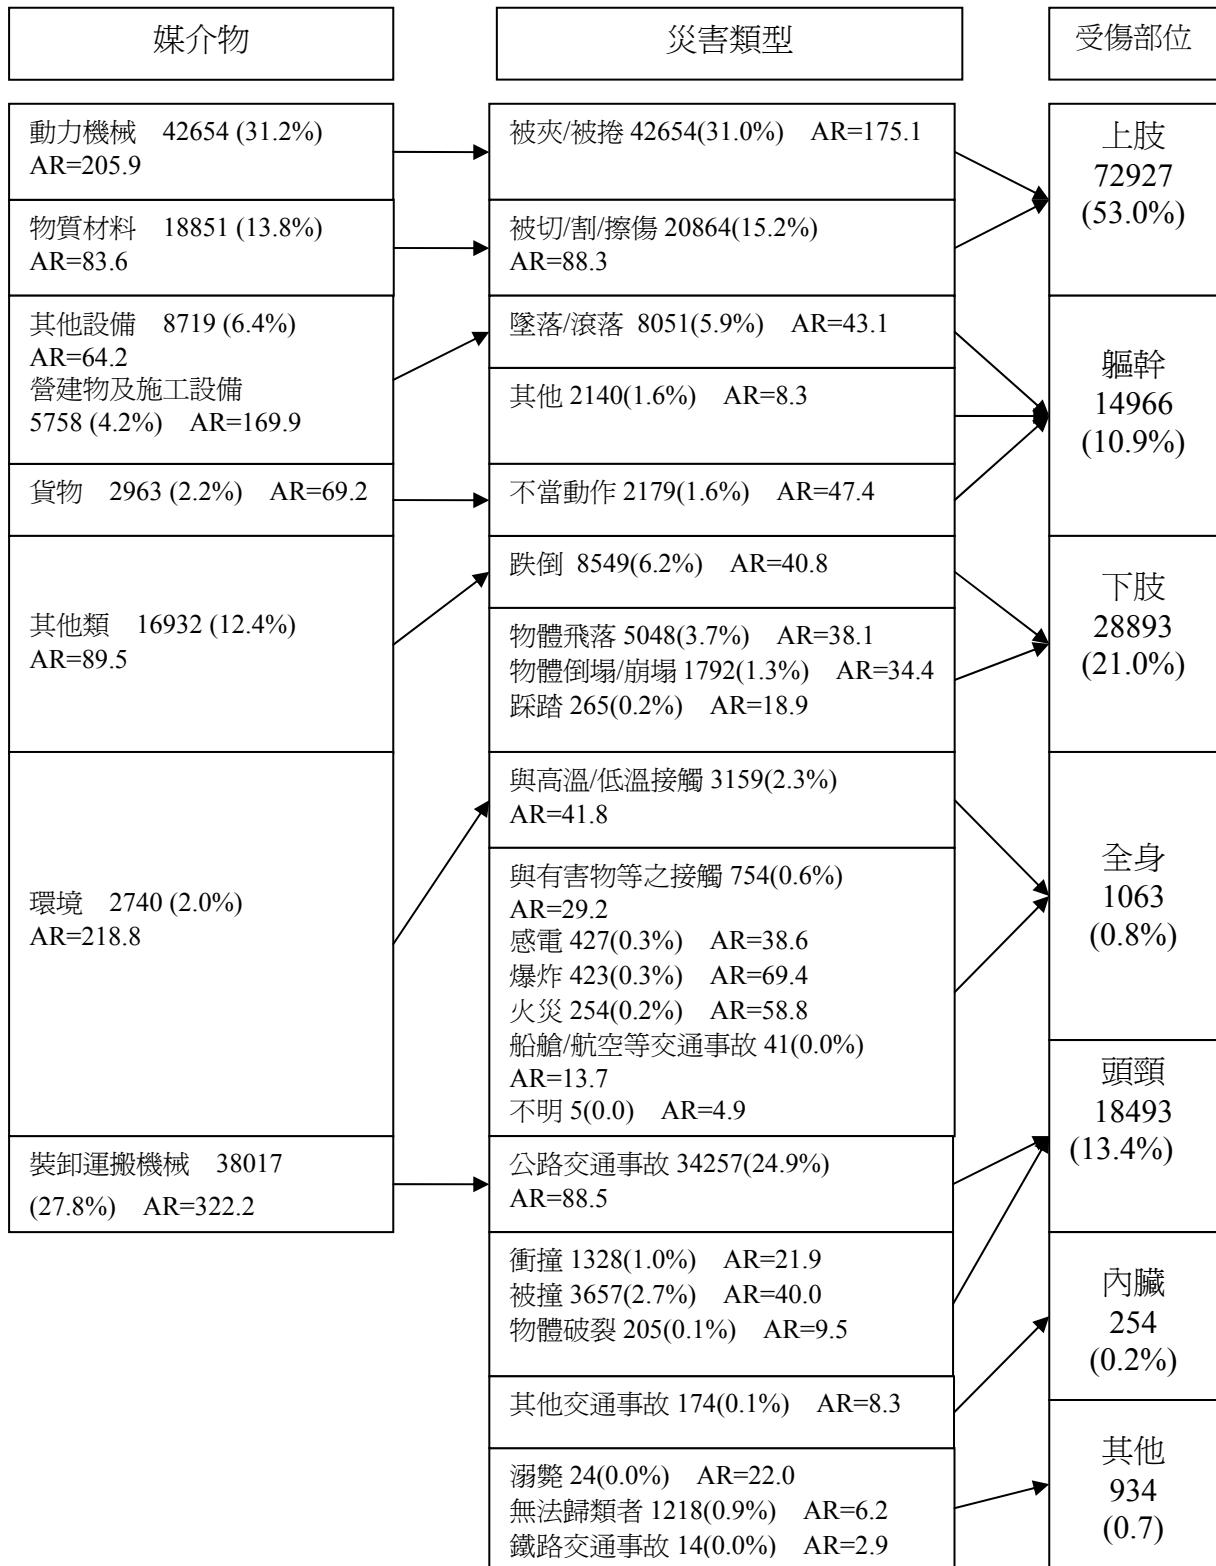 媒介物
動力機械 42654 (31.2%)
AR=205.9
物質材料 18851 (13.8%)
AR=83.6
其他設備 8719 (6.4%)
AR=64.2
營建物及施工設備
5758 (4.2%) AR=169.9
貨物 2963 (2.2%) AR=69.2
其他類 16932 (12.4%)
AR=89.5
環境 2740 (2.0%)
AR=218.8
裝卸運搬機械 38017
(27.8%) AR=322.2
災害類型
被夾/被捲 42654(31.0%) AR=175.1
被切/割/擦傷 20864(15.2%)
AR=88.3
墜落/滾落 8051(5.9%) AR=43.1
其他 2140(1.6%) AR=8.3
不當動作 2179(1.6%) AR=47.4
跌倒 8549(6.2%) AR=40.8
物體飛落 5048(3.7%) AR=38.1
物體倒塌/崩塌 1792(1.3%) AR=34.4
踩踏 265(0.2%) AR=18.9
與高溫/低溫接觸 3159(2.3%)
AR=41.8
與有害物等之接觸 754(0.6%)
AR=29.2
感電 427(0.3%) AR=38.6
爆炸 423(0.3%) AR=69.4
火災 254(0.2%) AR=58.8
船艙/航空等交通事故 41(0.0%)
AR=13.7
不明 5(0.0) AR=4.9
公路交通事故 34257(24.9%)
AR=88.5
衝撞 1328(1.0%) AR=21.9
被撞 3657(2.7%) AR=40.0
物體破裂 205(0.1%) AR=9.5
其他交通事故 174(0.1%) AR=8.3
溺斃 24(0.0%) AR=22.0
無法歸類者 1218(0.9%) AR=6.2
鐵路交通事故 14(0.0%) AR=2.9
受傷部位
上肢
72927
(53.0%)
軀幹
14966
(10.9%)
下肢
28893
(21.0%)
全身
1063
(0.8%)
頭頸
18493
(13.4%)
內臟
254
(0.2%)
其他
934
(0.7)